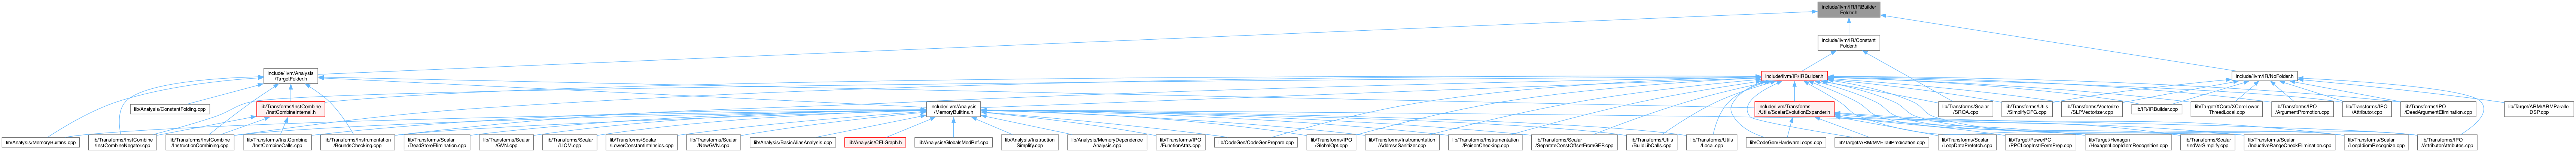 include/llvm/IR/IRBuilder
Folder.h
include/llvm/IR/Constant
Folder.h
include/llvm/Analysis
/TargetFolder.h
include/llvm/IR/IRBuilder.h
include/llvm/IR/NoFolder.h
lib/Analysis/ConstantFolding.cpp
lib/Transforms/InstCombine
/InstCombineInternal.h
include/llvm/Analysis
/MemoryBuiltins.h
include/llvm/Transforms
/Utils/ScalarEvolutionExpander.h
lib/Transforms/Scalar
/SROA.cpp
lib/Transforms/Utils
/SimplifyCFG.cpp
lib/Transforms/Vectorize
/SLPVectorizer.cpp
lib/IR/IRBuilder.cpp
lib/Target/XCore/XCoreLower
ThreadLocal.cpp
lib/Transforms/IPO
/ArgumentPromotion.cpp
lib/Transforms/IPO
/Attributor.cpp
lib/Transforms/IPO
/DeadArgumentElimination.cpp
lib/Target/ARM/ARMParallel
DSP.cpp
lib/Analysis/MemoryBuiltins.cpp
lib/Transforms/InstCombine
/InstCombineNegator.cpp
lib/Transforms/InstCombine
/InstructionCombining.cpp
lib/Transforms/InstCombine
/InstCombineCalls.cpp
lib/Transforms/Instrumentation
/BoundsChecking.cpp
lib/Transforms/Scalar
/DeadStoreElimination.cpp
lib/Transforms/Scalar
/GVN.cpp
lib/Transforms/Scalar
/LICM.cpp
lib/Transforms/Scalar
/LowerConstantIntrinsics.cpp
lib/Transforms/Scalar
/NewGVN.cpp
lib/Analysis/BasicAliasAnalysis.cpp
lib/Analysis/CFLGraph.h
lib/Analysis/GlobalsModRef.cpp
lib/Analysis/Instruction
Simplify.cpp
lib/Analysis/MemoryDependence
Analysis.cpp
lib/Transforms/IPO
/FunctionAttrs.cpp
lib/CodeGen/CodeGenPrepare.cpp
lib/Transforms/IPO
/GlobalOpt.cpp
lib/Transforms/Instrumentation
/AddressSanitizer.cpp
lib/Transforms/Instrumentation
/PoisonChecking.cpp
lib/Transforms/Scalar
/SeparateConstOffsetFromGEP.cpp
lib/Transforms/Utils
/BuildLibCalls.cpp
lib/Transforms/Utils
/Local.cpp
lib/CodeGen/HardwareLoops.cpp
lib/Target/ARM/MVETailPredication.cpp
lib/Target/PowerPC
/PPCLoopInstrFormPrep.cpp
lib/Transforms/Scalar
/LoopDataPrefetch.cpp
lib/Target/Hexagon
/HexagonLoopIdiomRecognition.cpp
lib/Transforms/Scalar
/IndVarSimplify.cpp
lib/Transforms/Scalar
/InductiveRangeCheckElimination.cpp
lib/Transforms/Scalar
/LoopIdiomRecognize.cpp
lib/Transforms/IPO
/AttributorAttributes.cpp